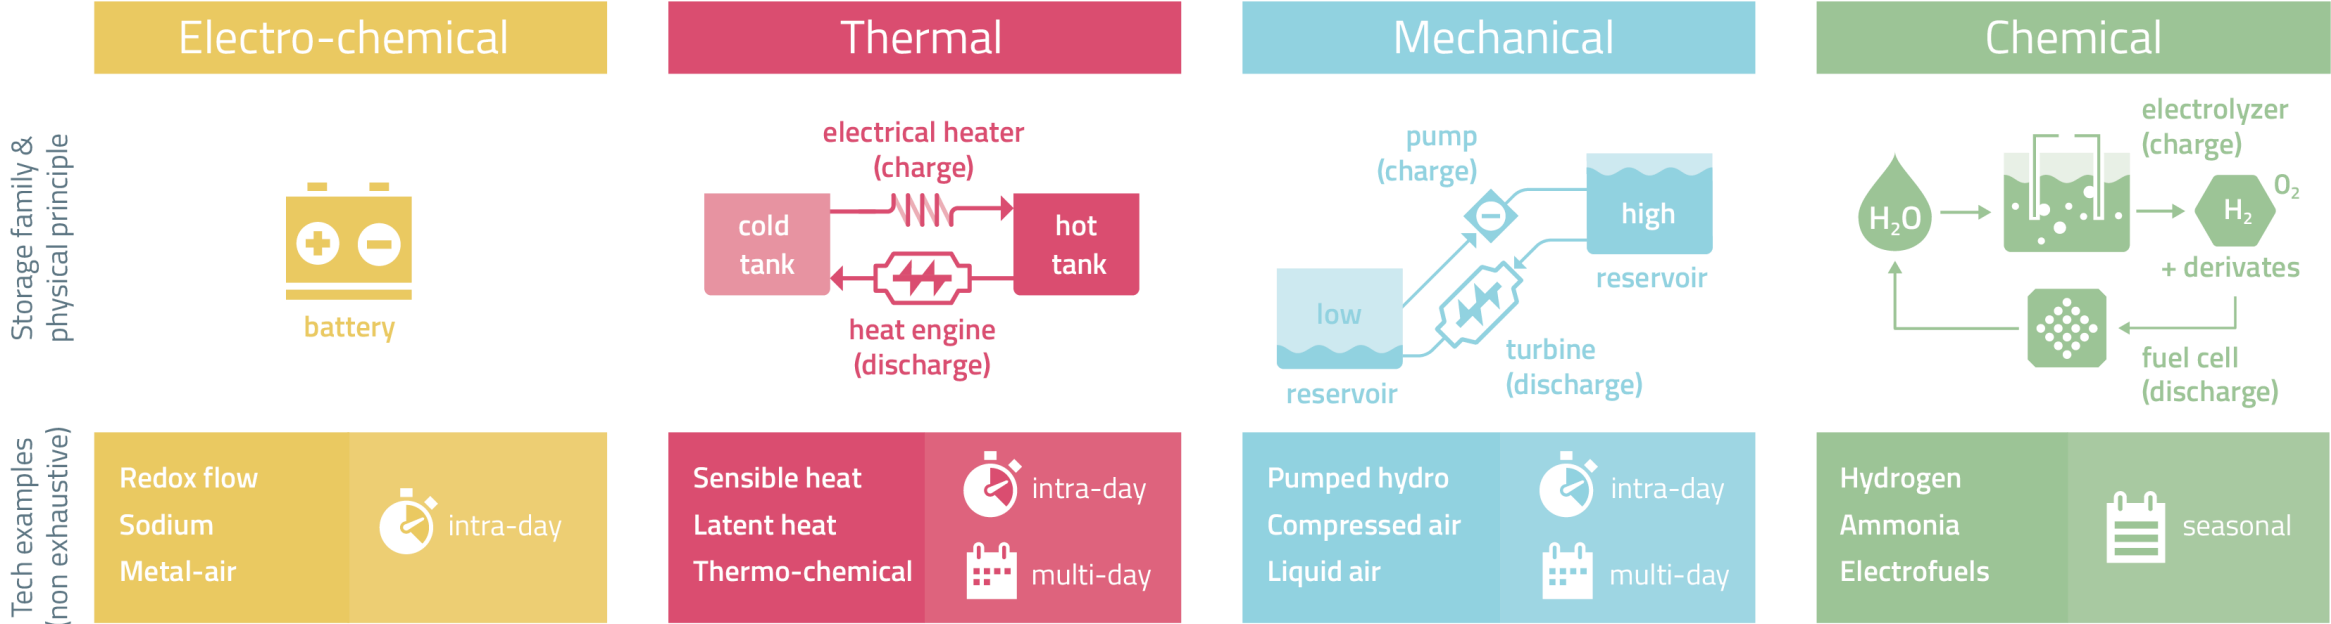 Electro-chemical
Thermal
Mechanical
Chemical
Storage family &
physical principle
battery
electrical heater
(charge)
cold
tank
hot
tank
heat engine
(discharge)
pump
(charge)
high
reservoir
low
reservoir
turbine
(discharge)
electrolyzer
(charge)
H₂O
H₂
O₂
+ derivates
fuel cell
(discharge)
Tech examples
(non exhaustive)
Redox flow
Sodium
Metal-air
intra-day
Sensible heat
Latent heat
Thermo-chemical
intra-day
multi-day
Pumped hydro
Compressed air
Liquid air
intra-day
multi-day
Hydrogen
Ammonia
Electrofuels
seasonal